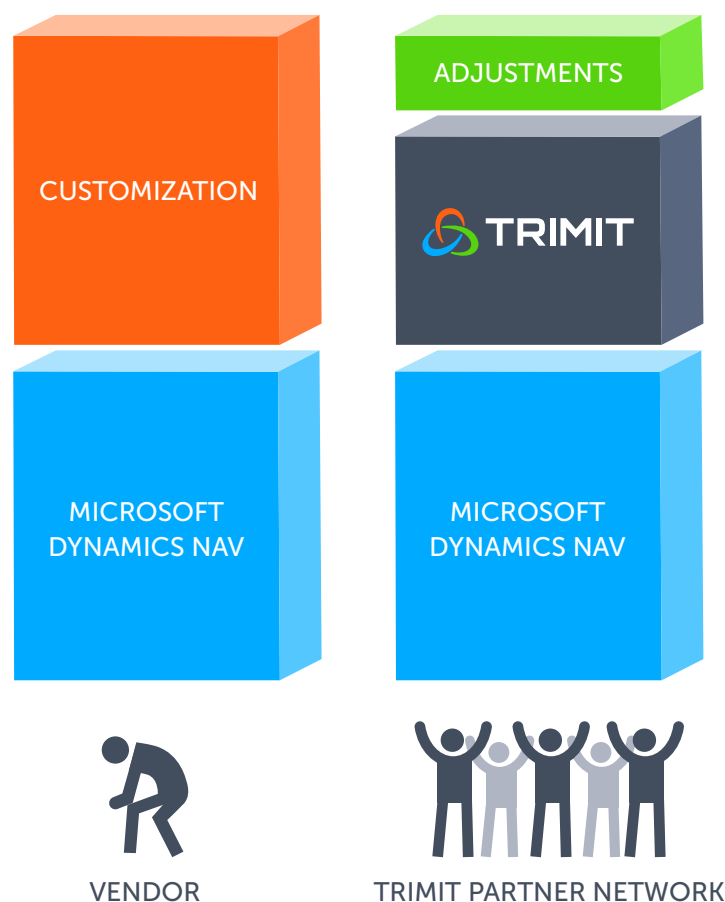 CUSTOMIZATION
MICROSOFT
DYNAMICS NAV
VENDOR
ADJUSTMENTS
TRIMIT
MICROSOFT
DYNAMICS NAV
TRIMIT PARTNER NETWORK